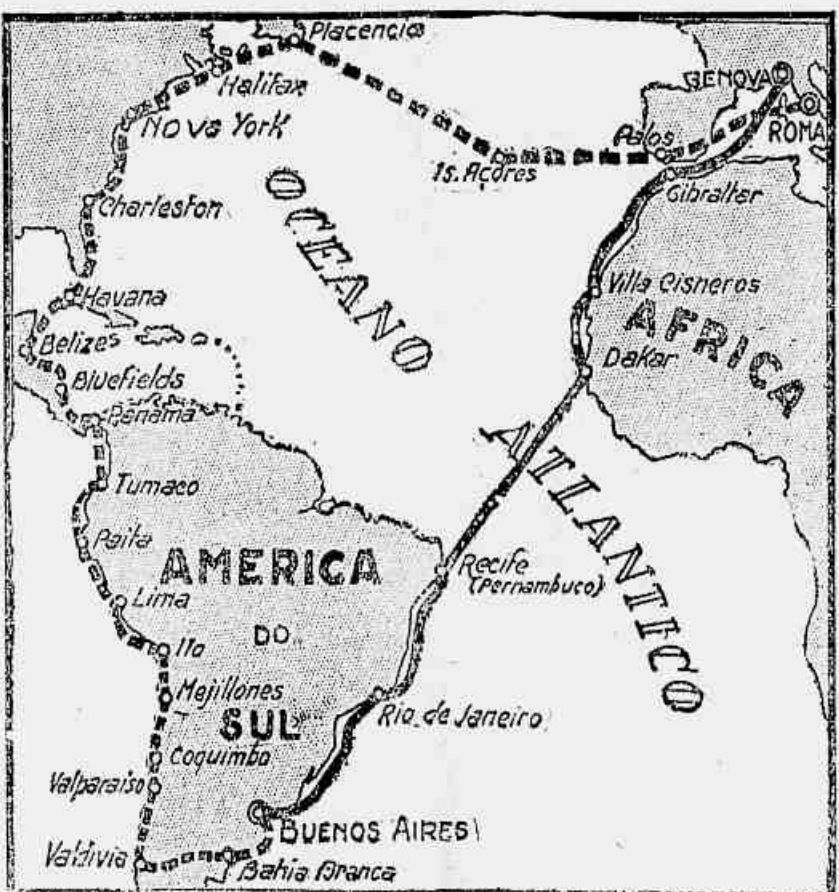 Placencia
Halifax
GENOVA
ROMA
Nova York
Palos
Is. Açores
Gibraltar
Charleston
OCEANO
Villa Cisneros
Havana
AFRICA
Belizes
Dakar
Bluefields
Panama
ATLANTICO
Tumaco
Paita
AMERICA
Recife
(Pernambuco)
Lima
Ilo
DO
Mejillones
SUL
Rio de Janeiro
Coquimbo
Valparaiso
BUENOS AIRES
Valdivia
Bahia Branca